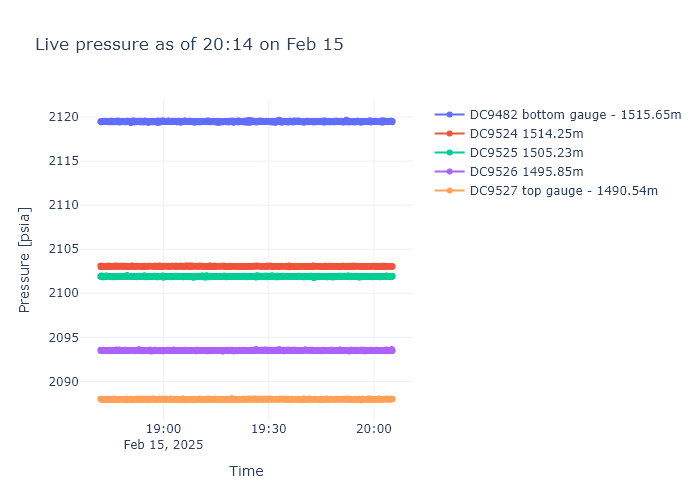 Live pressure as of 20:14 on Feb 15
DC9482 bottom gauge - 1515.65m
DC9524 1514.25m
DC9525 1505.23m
DC9526 1495.85m
DC9527 top gauge - 1490.54m
Pressure [psia]
2120
2115
2110
2105
2100
2095
2090
19:00
19:30
20:00
Feb 15, 2025
Time